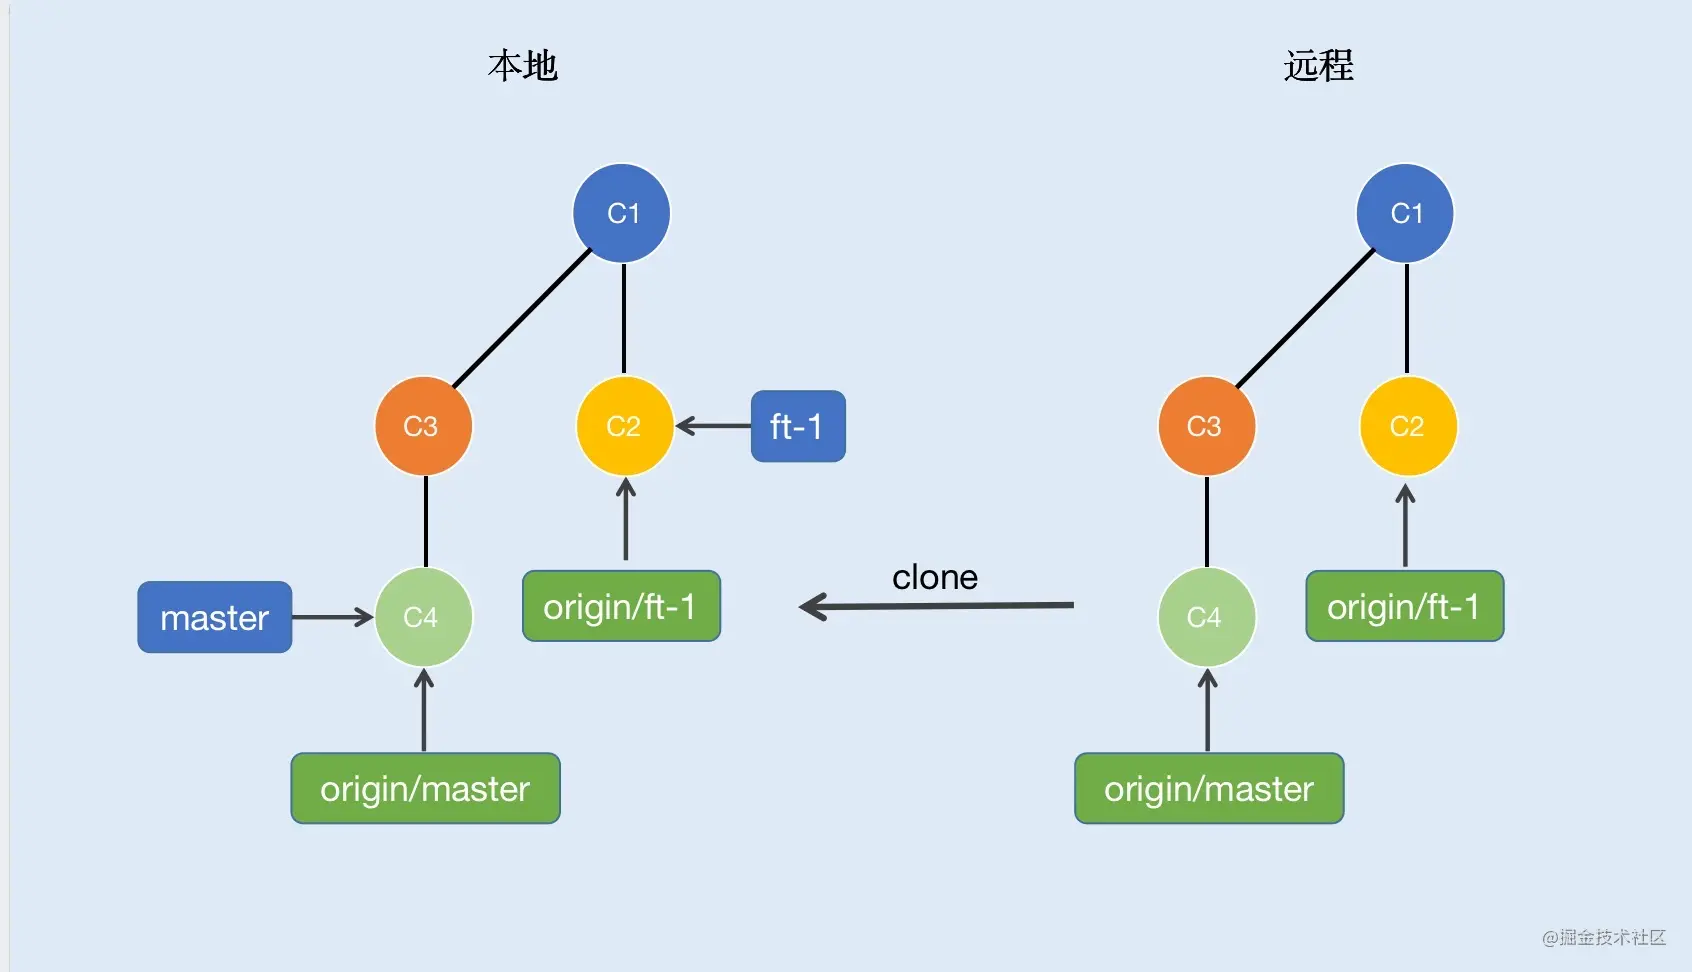 本地
远程
C1
C1
C3
C2
ft-1
C3
C2
master
C4
origin/ft-1
clone
C4
origin/ft-1
origin/master
origin/master
@掘金技术社区